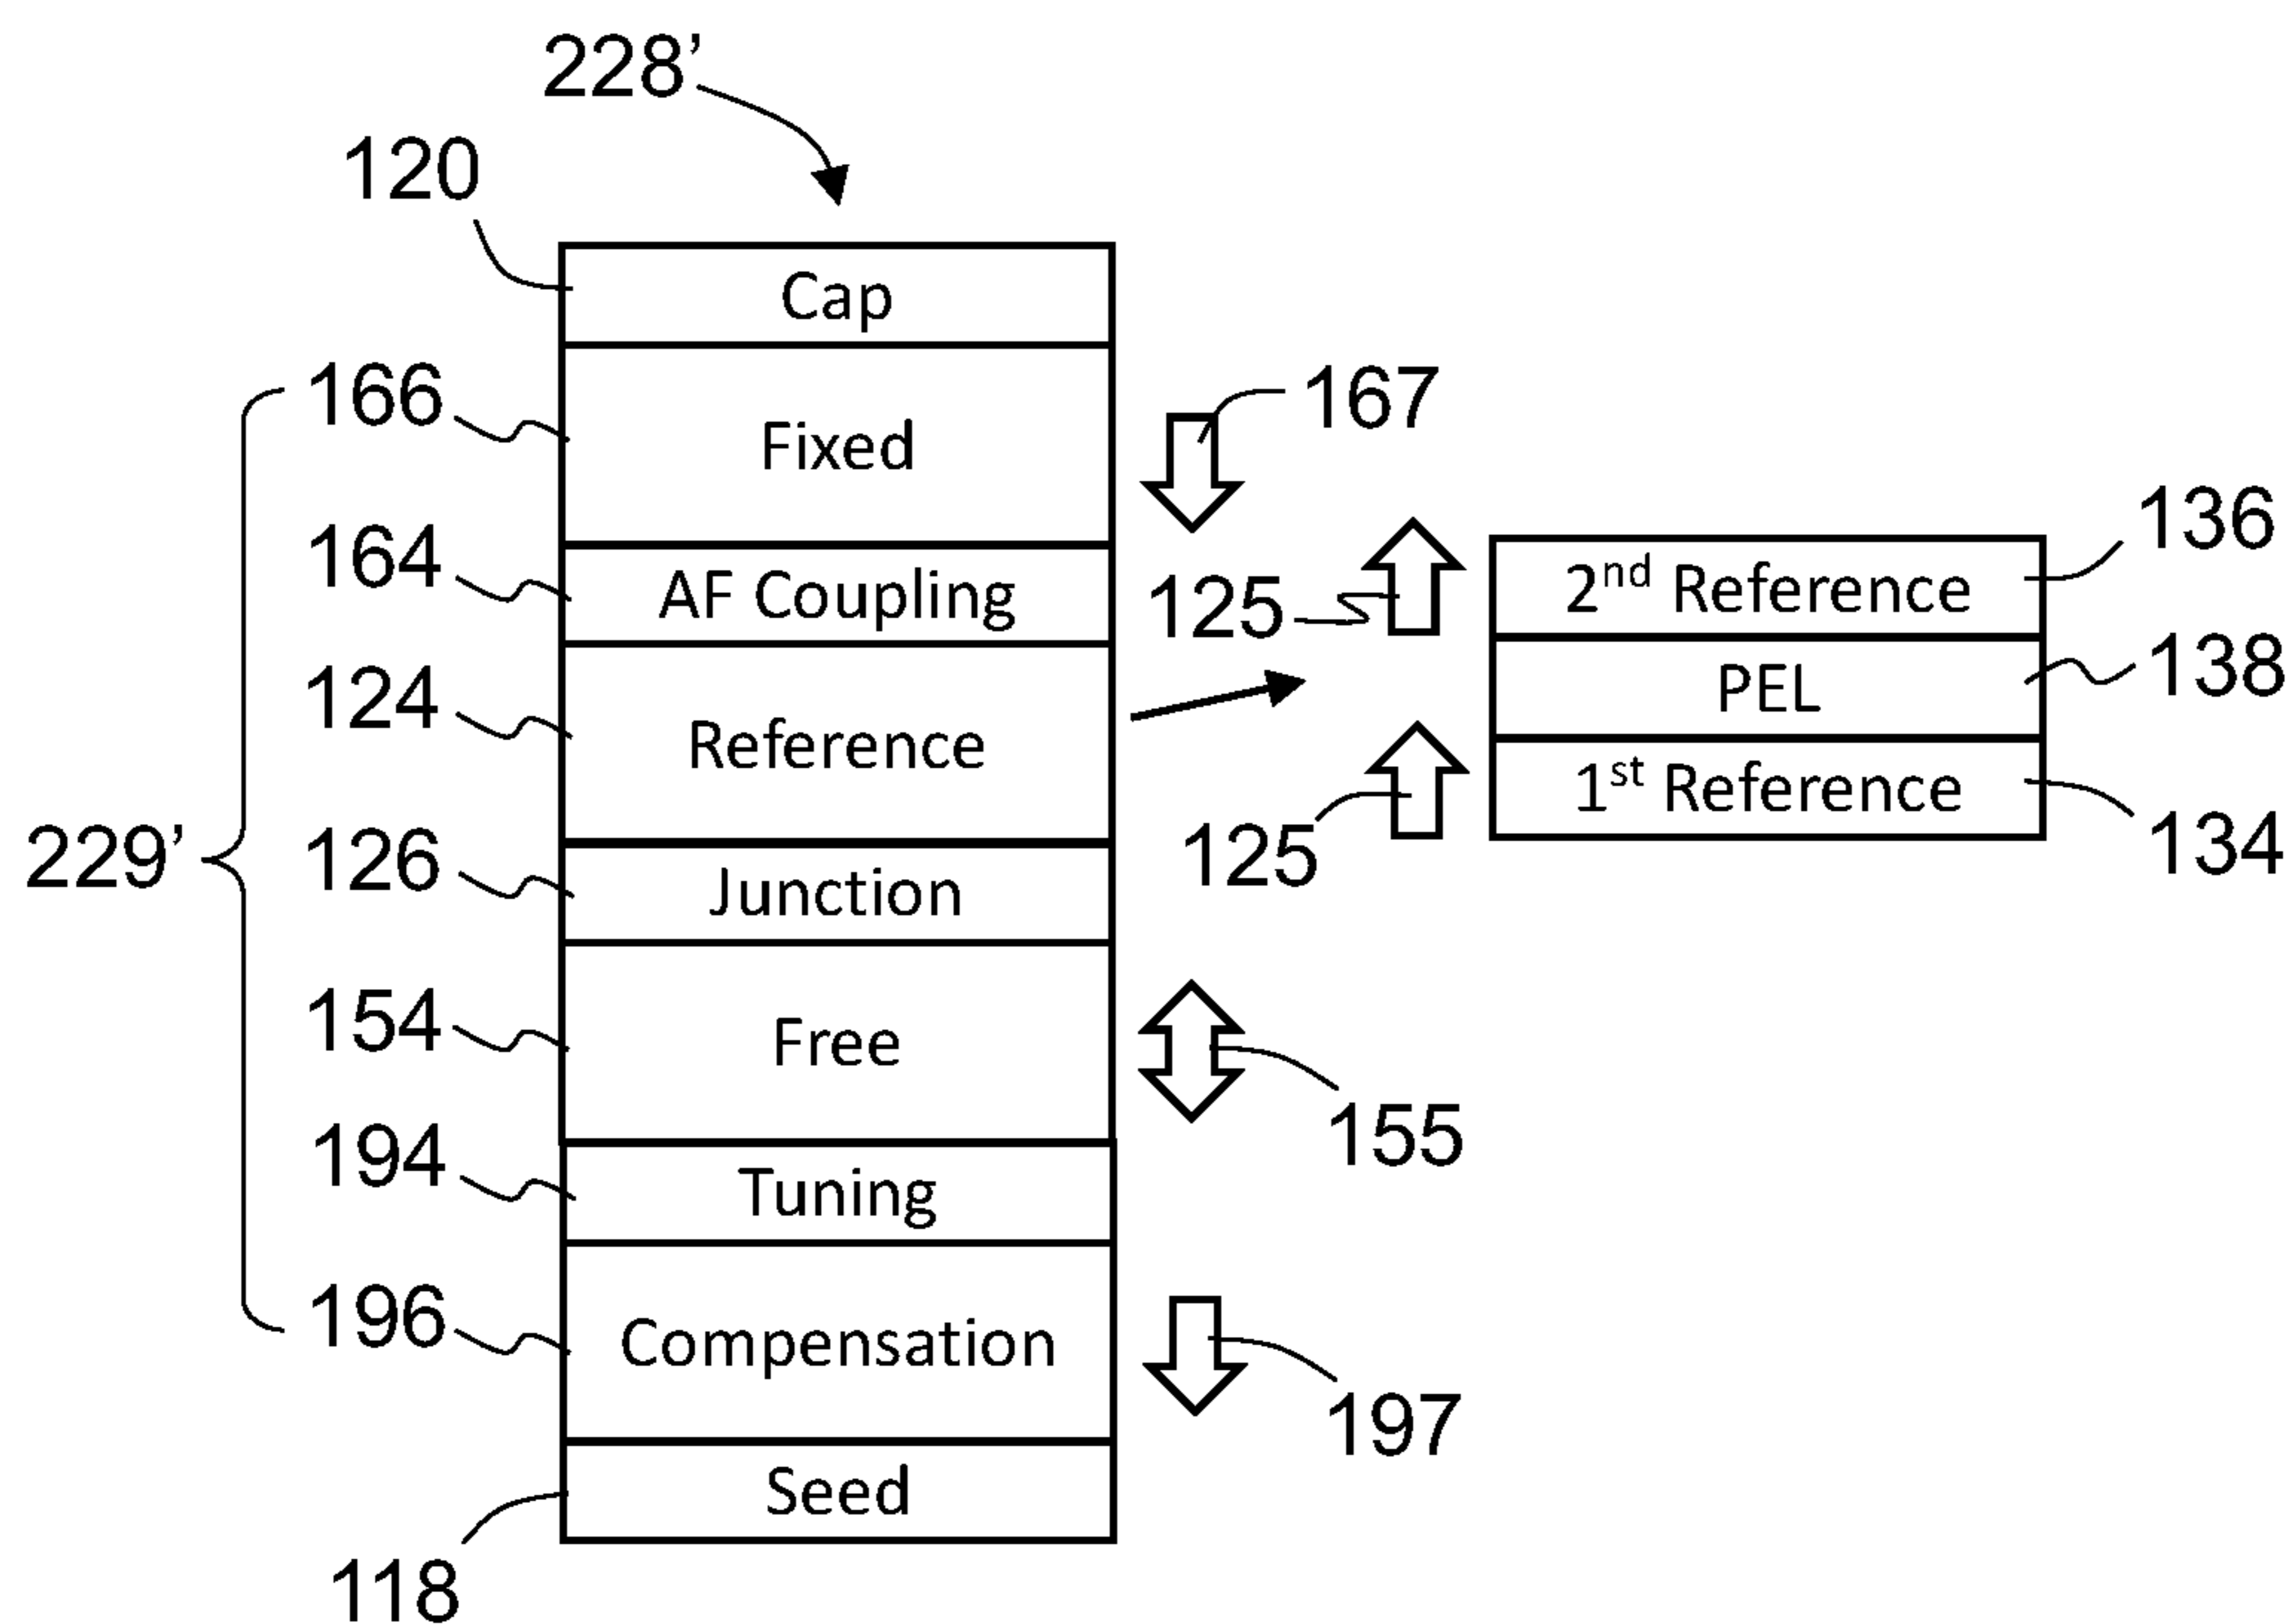 228’
120
Cap
166
Fixed
167
164
AF Coupling
125
2nd Reference
136
124
Reference
PEL
138
229’
126
Junction
125
1st Reference
134
154
Free
155
194
Tuning
196
Compensation
197
Seed
118